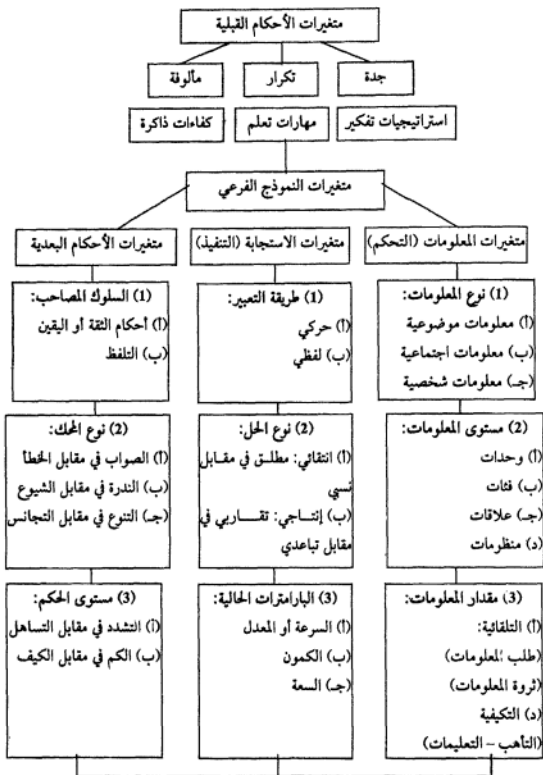 متغيرات الأحكام القبلية
جدة
تكرار
مألوفة
استراتيجيات تفكير
مهارات تعلم
كفاءات ذاكرة
متغيرات النموذج الفرعي
متغيرات المعلومات (التحكم)
متغيرات الاستجابة (التنفيذ)
متغيرات الأحكام البعدية
(1) نوع المعلومات:
(أ) معلومات موضوعية
(ب) معلومات اجتماعية
(جـ) معلومات شخصية
(1) طريقة التعبير:
(أ) حركي
(ب) لفظي
(1) السلوك المصاحب:
(أ) أحكام الثقة أو اليقين
(ب) التلفظ
(2) مستوى المعلومات:
(أ) وحدات
(ب) فئات
(جـ) علاقات
(د) منظومات
(2) نوع الحل:
(أ) انتقائي: مطلق في مقابل
نسبي
(ب) إنتاجي: تقاربي في
مقابل تباعدي
(2) نوع المحك:
(أ) الصواب في مقابل الخطأ
(ب) الندرة في مقابل الشيوع
(جـ) التنوع في مقابل التجانس
(3) مقدار المعلومات:
(أ) التلقائية:
(طلب المعلومات)
(ثروة المعلومات)
(د) التكيفية
(التأهب – التعليمات)
(3) البارامترات الحالية:
(أ) السرعة أو المعدل
(ب) الكمون
(جـ) السعة
(3) مستوى الحكم:
(أ) التشدد في مقابل التساهل
(ب) الكم في مقابل الكيف